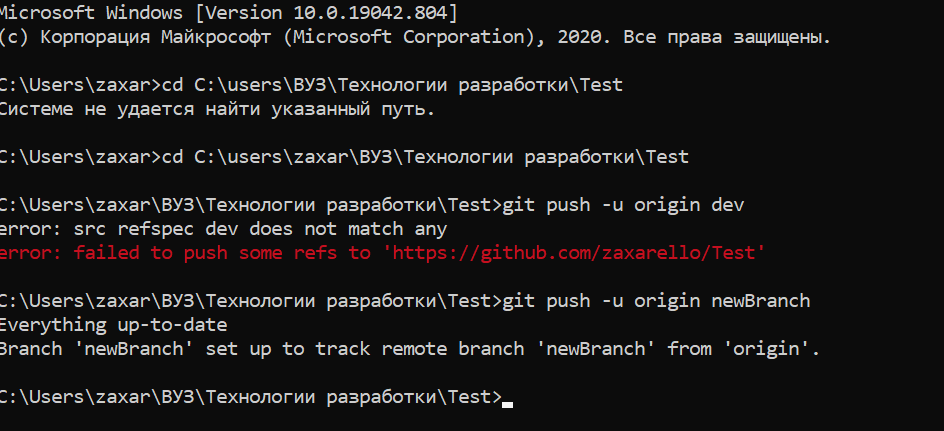 Microsoft Windows [Version 10.0.19042.804]
(c) Корпорация Майкрософт (Microsoft Corporation), 2020. Все права защищены.
C:\Users\zaxar>cd C:\users\ВУЗ\Технологии разработки\Test
Системе не удается найти указанный путь.
C:\Users\zaxar>cd C:\users\zaxar\ВУЗ\Технологии разработки\Test
C:\Users\zaxar\ВУЗ\Технологии разработки\Test>git push -u origin dev
error: src refspec dev does not match any
error: failed to push some refs to 'https://github.com/zaxarello/Test'
C:\Users\zaxar\ВУЗ\Технологии разработки\Test>git push -u origin newBranch
Everything up-to-date
Branch 'newBranch' set up to track remote branch 'newBranch' from 'origin'.
C:\Users\zaxar\ВУЗ\Технологии разработки\Test>